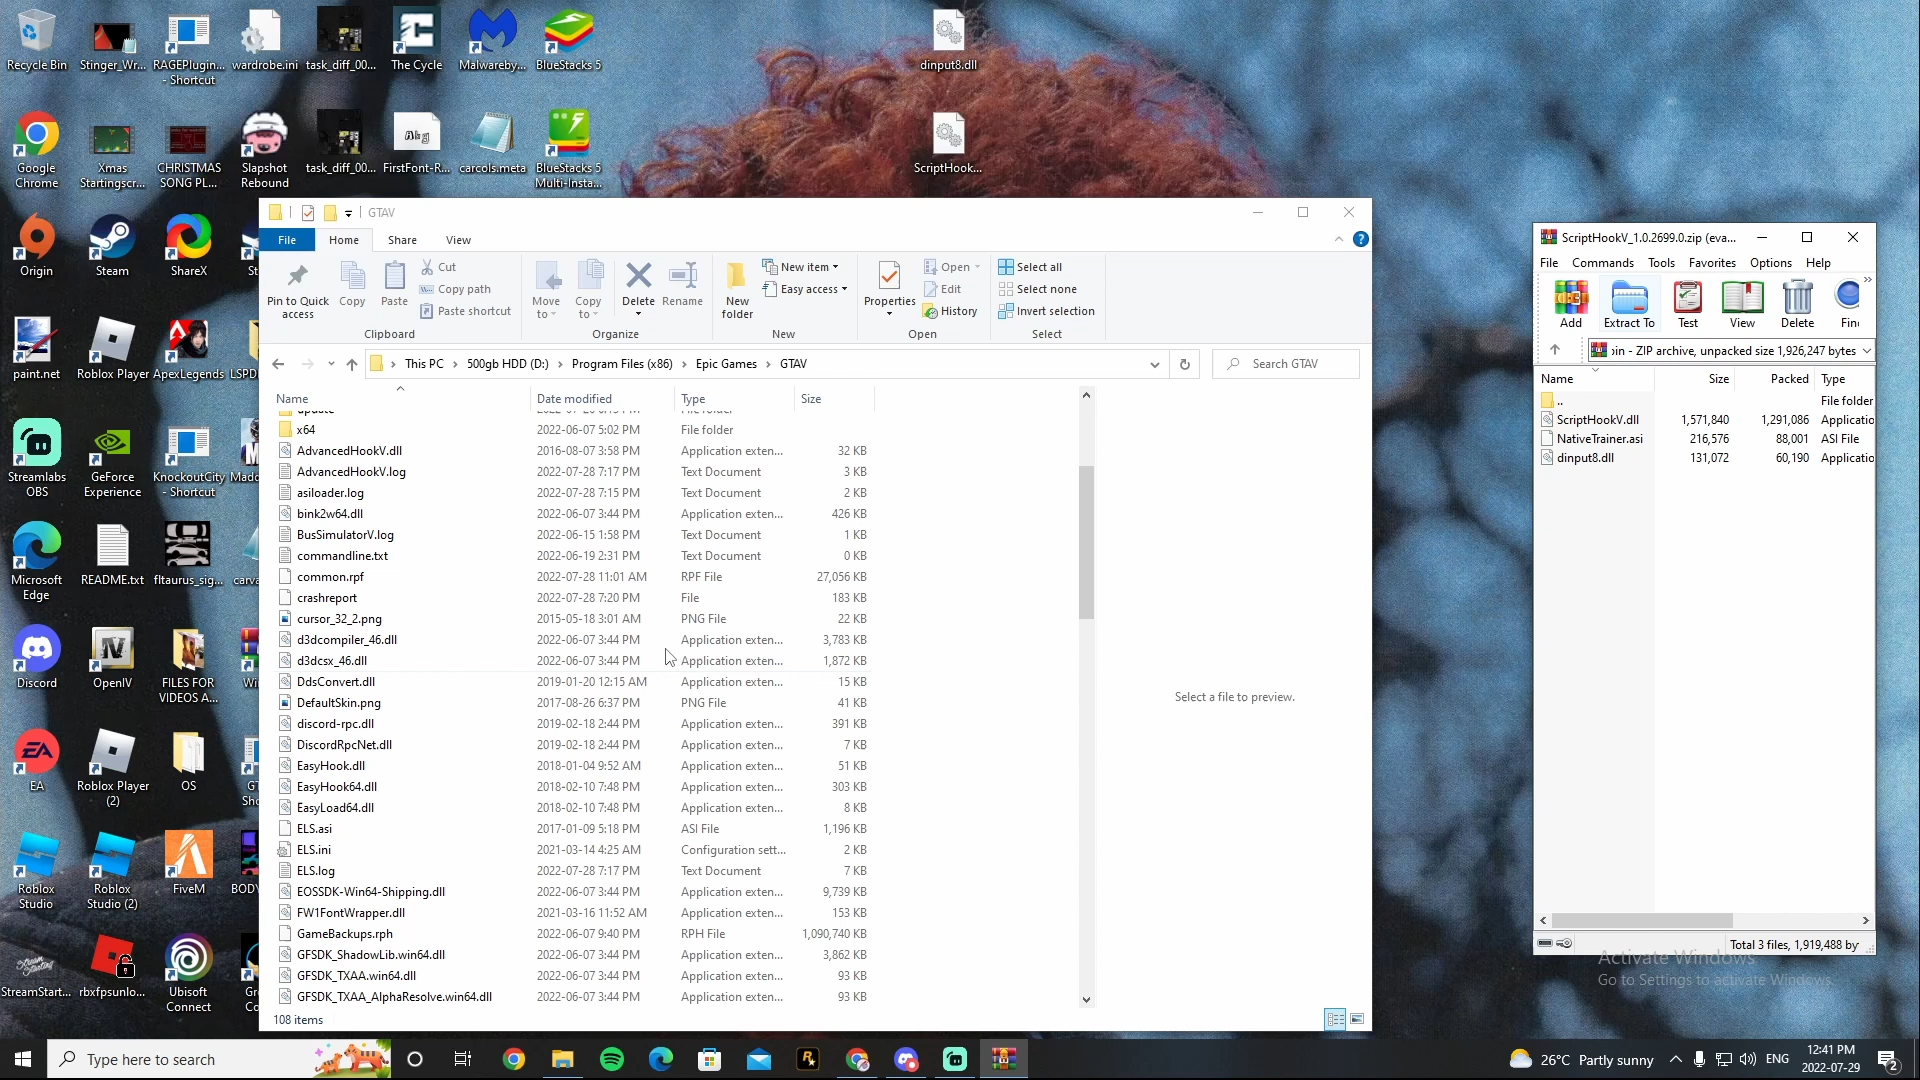 Recycle Bin
Stinger_Wr...
RAGEPlugin...
- Shortcut
wardrobe.ini
task_diff_00...
The Cycle
Malwareby...
BlueStacks 5
dinput8.dll
Google
Chrome
Xmas
Startingscr...
CHRISTMAS
SONG PL...
Slapshot
Rebound
task_diff_00...
FirstFont-R...
carcols.meta
BlueStacks 5
Multi-Insta...
ScriptHook...
Origin
Steam
ShareX
paint.net
Roblox Player
ApexLegends
LSPD
Streamlabs
OBS
GeForce
Experience
KnockoutCity
- Shortcut
Microsoft
Edge
README.txt
fltaurus_sig...
Discord
OpenIV
FILES FOR
VIDEOS A...
EA
Roblox Player
(2)
OS
Roblox
Studio
Roblox
Studio (2)
FiveM
StreamStart...
rbxfpsunlo...
Ubisoft
Connect
GTAV
File
Home
Share
View
Pin to Quick
access
Copy
Paste
Cut
Copy path
Paste shortcut
Clipboard
Move
to
Copy
to
Delete
Rename
Organize
New
folder
New item
Easy access
New
Properties
Open
Edit
History
Open
Select all
Select none
Invert selection
Select
This PC > 500gb HDD (D:) > Program Files (x86) > Epic Games > GTAV
Search GTAV
Name Date modified Type Size
x64 2022-06-07 5:02 PM File folder
AdvancedHookV.dll 2016-08-07 3:58 PM Application exten... 32 KB
AdvancedHookV.log 2022-07-28 7:17 PM Text Document 3 KB
asiloader.log 2022-07-28 7:15 PM Text Document 2 KB
bink2w64.dll 2022-06-07 3:44 PM Application exten... 426 KB
BusSimulatorV.log 2022-06-15 1:58 PM Text Document 1 KB
commandline.txt 2022-06-19 2:31 PM Text Document 0 KB
common.rpf 2022-07-28 11:01 AM RPF File 27,056 KB
crashreport 2022-07-28 7:20 PM File 183 KB
cursor_32_2.png 2015-05-18 3:01 AM PNG File 22 KB
d3dcompiler_46.dll 2022-06-07 3:44 PM Application exten... 3,783 KB
d3dcsx_46.dll 2022-06-07 3:44 PM Application exten... 1,872 KB
DdsConvert.dll 2019-01-20 12:15 AM Application exten... 15 KB
DefaultSkin.png 2017-08-26 6:37 PM PNG File 41 KB
discord-rpc.dll 2019-02-18 2:44 PM Application exten... 391 KB
DiscordRpcNet.dll 2019-02-18 2:44 PM Application exten... 7 KB
EasyHook.dll 2018-01-04 9:52 AM Application exten... 51 KB
EasyHook64.dll 2018-02-10 7:48 PM Application exten... 303 KB
EasyLoad64.dll 2018-02-10 7:48 PM Application exten... 8 KB
ELS.asi 2017-01-09 5:18 PM ASI File 1,196 KB
ELS.ini 2021-03-14 4:25 AM Configuration sett... 2 KB
ELS.log 2022-07-28 7:17 PM Text Document 7 KB
EOSSDK-Win64-Shipping.dll 2022-06-07 3:44 PM Application exten... 9,739 KB
FW1FontWrapper.dll 2021-03-16 11:52 AM Application exten... 153 KB
GameBackups.rph 2022-06-07 9:40 PM RPH File 1,090,740 KB
GFSDK_ShadowLib.win64.dll 2022-06-07 3:44 PM Application exten... 3,862 KB
GFSDK_TXAA.win64.dll 2022-06-07 3:44 PM Application exten... 93 KB
GFSDK_TXAA_AlphaResolve.win64.dll 2022-06-07 3:44 PM Application exten... 93 KB
108 items
Select a file to preview.
ScriptHookV_1.0.2699.0.zip (eva...
File Commands Tools Favorites Options Help
Add Extract To Test View Delete Find
bin - ZIP archive, unpacked size 1,926,247 bytes
Name Size Packed Type
.. File folder
ScriptHookV.dll 1,571,840 1,291,086 Applicatio
NativeTrainer.asi 216,576 88,001 ASI File
dinput8.dll 131,072 60,190 Applicatio
Total 3 files, 1,919,488 by
Activate Windows
Go to Settings to activate Windows.
Type here to search
26°C Partly sunny
ENG
12:41 PM
2022-07-29
2